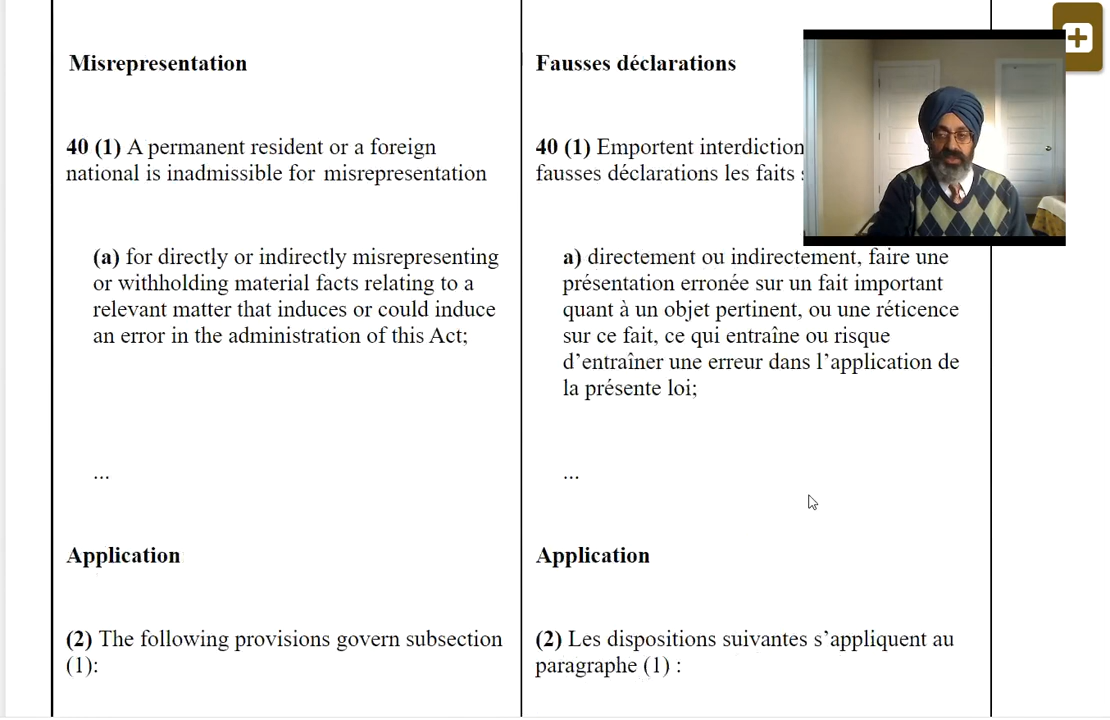 Misrepresentation
40 (1) A permanent resident or a foreign
national is inadmissible for misrepresentation
(a) for directly or indirectly misrepresenting
or withholding material facts relating to a
relevant matter that induces or could induce
an error in the administration of this Act;
...
Application
(2) The following provisions govern subsection
(1):
Fausses déclarations
40 (1) Emportent interdiction
fausses déclarations les faits
a) directement ou indirectement, faire une
présentation erronée sur un fait important
quant à un objet pertinent, ou une réticence
sur ce fait, ce qui entraîne ou risque
d’entraîner une erreur dans l’application de
la présente loi;
...
Application
(2) Les dispositions suivantes s’appliquent au
paragraphe (1) :